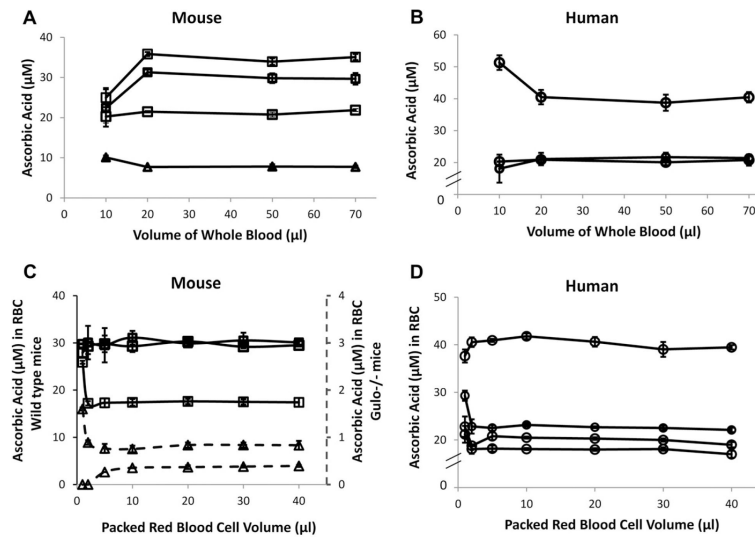 A
Mouse
Ascorbic Acid (µM)
40
30
20
10
0
0 10 20 30 40 50 60 70
Volume of Whole Blood (µl)
B
Human
Ascorbic Acid (µM)
60
50
40
30
20
0
0 10 20 30 40 50 60 70
Volume of Whole Blood (µl)
C
Mouse
Ascorbic Acid (µM) in RBC
Wild type mice
40
30
20
10
0
4
3
2
1
0
Ascorbic Acid (µM) in RBC
Gulo-/- mice
0 10 20 30 40
Packed Red Blood Cell Volume (µl)
D
Human
Ascorbic Acid (µM) in RBC
50
40
30
20
0
0 10 20 30 40
Packed Red Blood Cell Volume (µl)